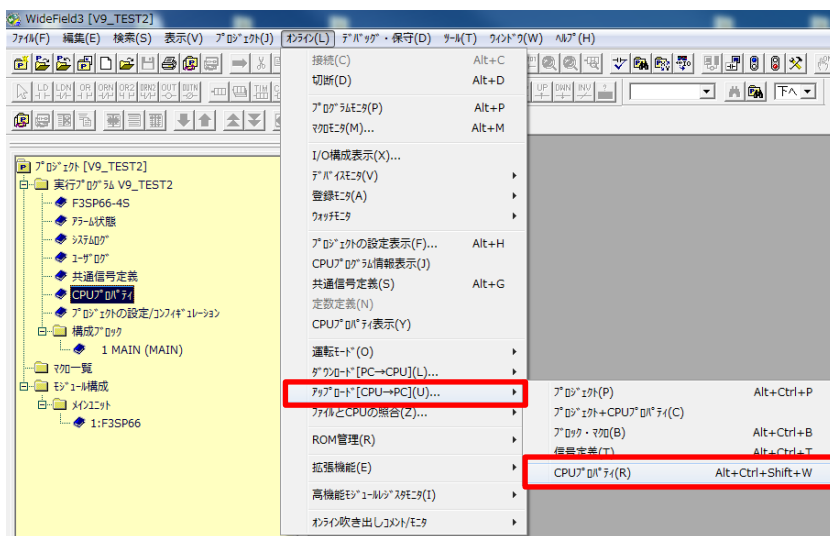 WideField3 [V9_TEST2]
ﾌｧｲﾙ(F) 編集(E) 検索(S) 表示(V) ﾌﾟﾛｼﾞｪｸﾄ(J) ｵﾝﾗｲﾝ(L) ﾃﾞﾊﾞｯｸﾞ・保守(D) ﾂｰﾙ(T) ｳｨﾝﾄﾞｳ(W) ﾍﾙﾌﾟ(H)
LD LDN OR ORN OR2 ORN2 OUT OUTN TIM
UP DWN INV
下へ
接続(C) Alt+C
切断(D) Alt+D
ﾌﾟﾛｸﾞﾗﾑﾓﾆﾀ(P) Alt+P
ﾏｸﾛﾓﾆﾀ(M)... Alt+M
I/O構成表示(X)...
ﾃﾞﾊﾞｲｽﾓﾆﾀ(V)
登録ﾓﾆﾀ(A)
ｳｫｯﾁﾓﾆﾀ
ﾌﾟﾛｼﾞｪｸﾄの設定表示(F)... Alt+H
CPUﾌﾟﾛｸﾞﾗﾑ情報表示(J)
共通信号定義(S) Alt+G
定数定義(N)
CPUﾌﾟﾛﾊﾟﾃｨ表示(Y)
運転ﾓｰﾄﾞ(O)
ﾀﾞｳﾝﾛｰﾄﾞ[PC→CPU](L)...
ｱｯﾌﾟﾛｰﾄﾞ[CPU→PC](U)...
ﾌｧｲﾙとCPUの照合(Z)...
ROM管理(R)
拡張機能(E)
高機能ﾓｼﾞｭｰﾙﾚｼﾞｽﾀﾓﾆﾀ(I)
ｵﾝﾗｲﾝ吹き出しｺﾒﾝﾄ/ﾓﾆﾀ
ﾌﾟﾛｼﾞｪｸﾄ [V9_TEST2]
実行ﾌﾟﾛｸﾞﾗﾑ V9_TEST2
F3SP66-4S
ｱﾗｰﾑ状態
ｼｽﾃﾑﾛｸﾞ
ﾕｰｻﾞﾛｸﾞ
共通信号定義
CPUﾌﾟﾛﾊﾟﾃｨ
ﾌﾟﾛｼﾞｪｸﾄの設定/ｺﾝﾌｨｷﾞｭﾚｰｼｮﾝ
構成ﾌﾞﾛｯｸ
1 MAIN (MAIN)
ﾏｸﾛ一覧
ﾓｼﾞｭｰﾙ構成
ﾒｲﾝﾕﾆｯﾄ
1:F3SP66
ﾌﾟﾛｼﾞｪｸﾄ(P) Alt+Ctrl+P
ﾌﾟﾛｼﾞｪｸﾄ+CPUﾌﾟﾛﾊﾟﾃｨ(C)
ﾌﾞﾛｯｸ・ﾏｸﾛ(B) Alt+Ctrl+B
信号定義(T) Alt+Ctrl+T
CPUﾌﾟﾛﾊﾟﾃｨ(R) Alt+Ctrl+Shift+W